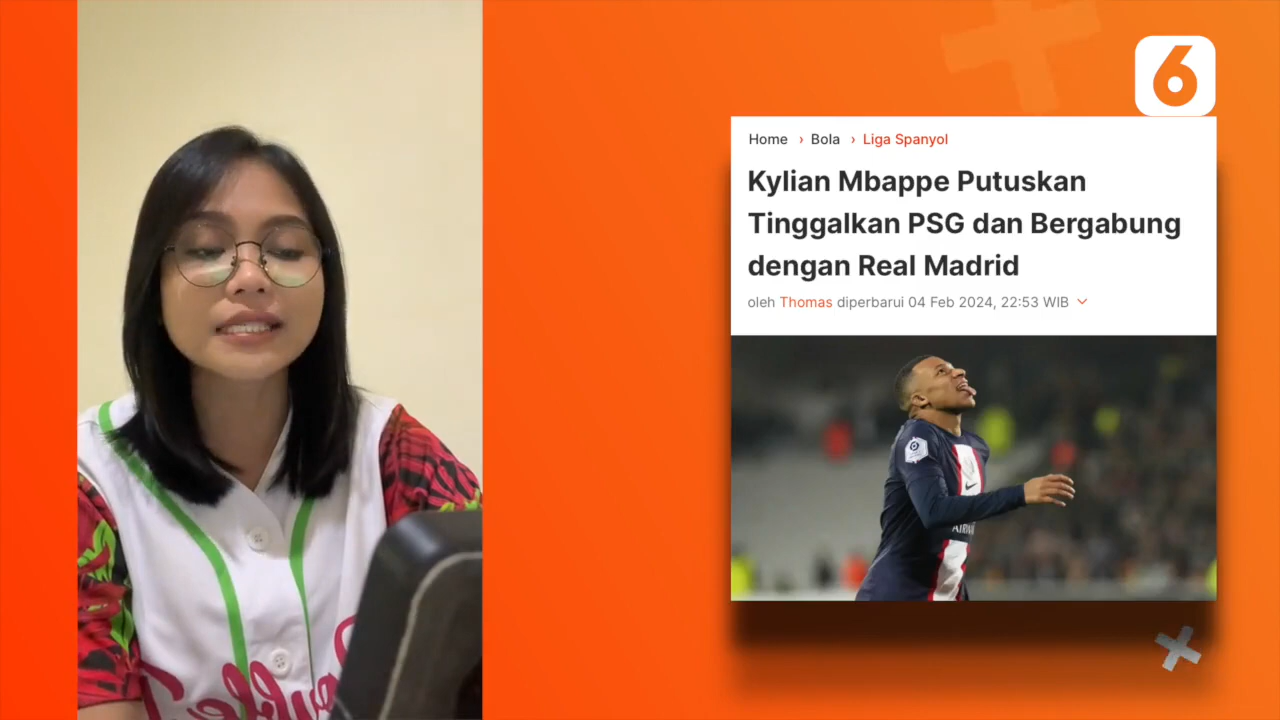 6
Home › Bola › Liga Spanyol
Kylian Mbappe Putuskan
Tinggalkan PSG dan Bergabung
dengan Real Madrid
oleh Thomas diperbarui 04 Feb 2024, 22:53 WIB